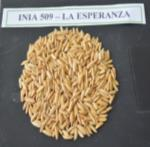 INIA 509 – LA ESPERANZA